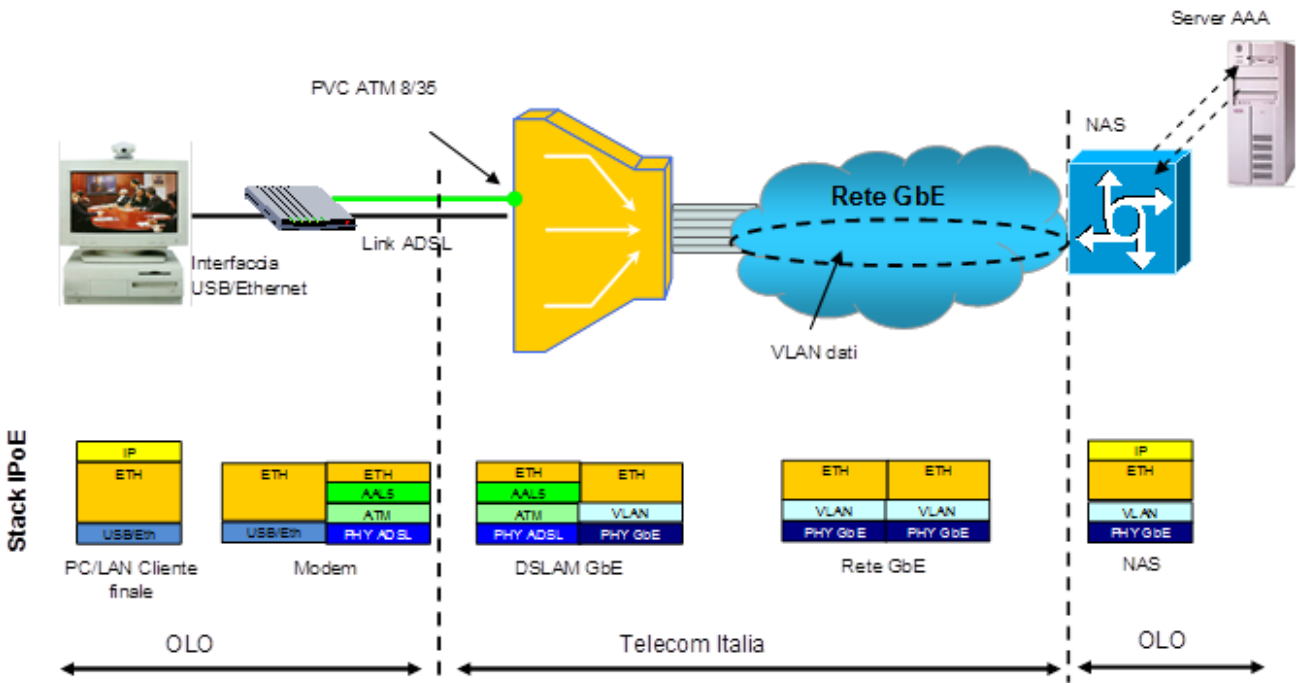 Server AAA
PVC ATM 8/35
NAS
Rete GbE
Link ADSL
Interfaccia
USB/Ethernet
VLAN dati
Stack IPoE
IP
ETH
USB/Eth
ETH
ETH
AAL5
ATM
USB/Eth
PHY ADSL
ETH
ETH
AAL5
ATM
VLAN
PHY ADSL
PHY GbE
ETH
ETH
VLAN
VLAN
PHY GbE
PHY GbE
IP
ETH
VLAN
PHY GbE
PC/LAN Cliente
finale
Modem
DSLAM GbE
Rete GbE
NAS
OLO
Telecom Italia
OLO